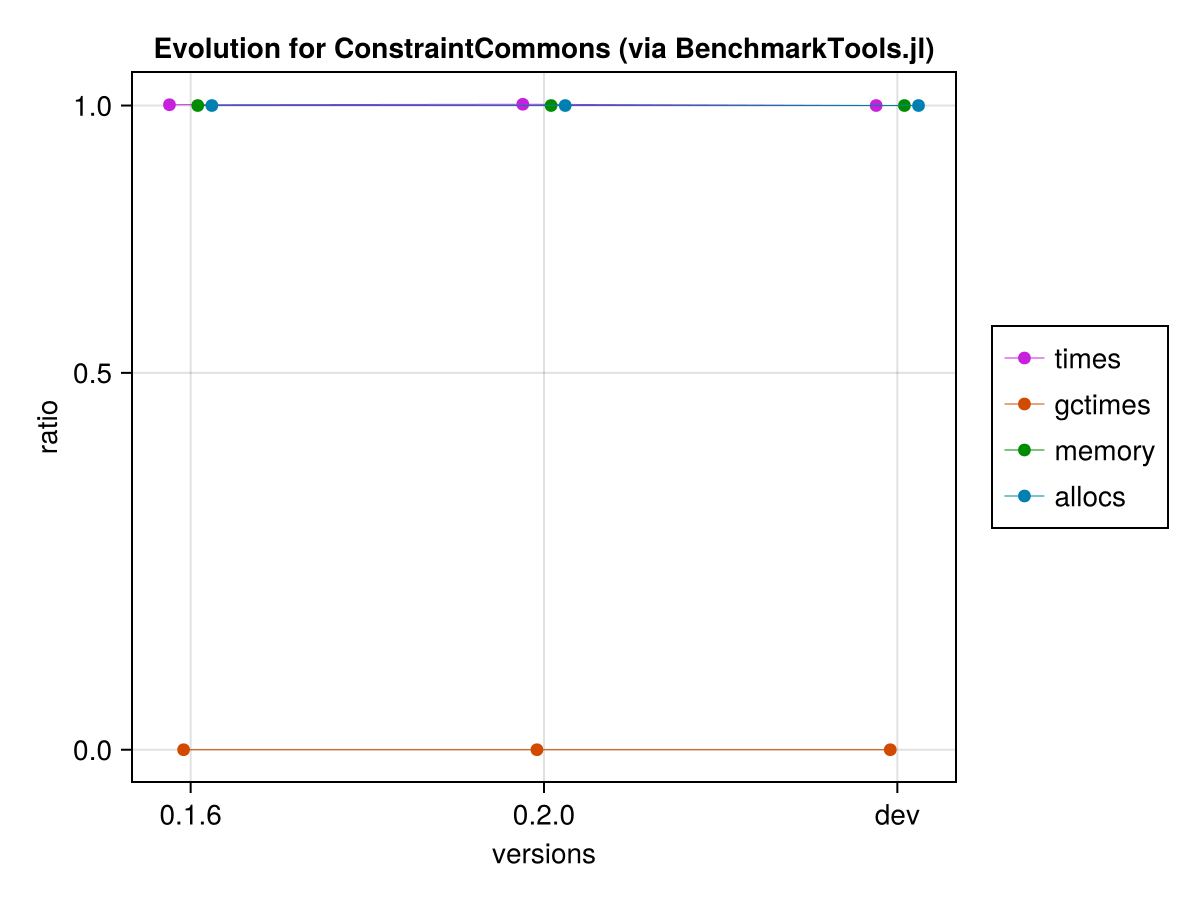 Evolution for ConstraintCommons (via BenchmarkTools.jl)
1.0
0.5
0.0
ratio
0.1.6
0.2.0
dev
versions
times
gctimes
memory
allocs